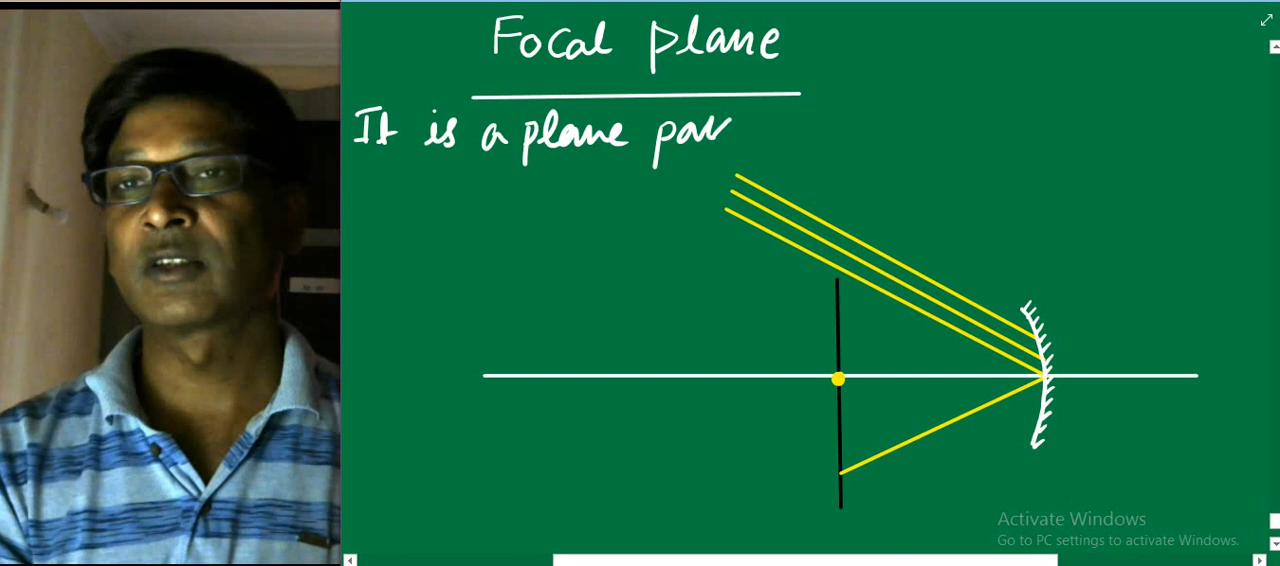 Focal plane
It is a plane par
Activate Windows
Go to PC settings to activate Windows.